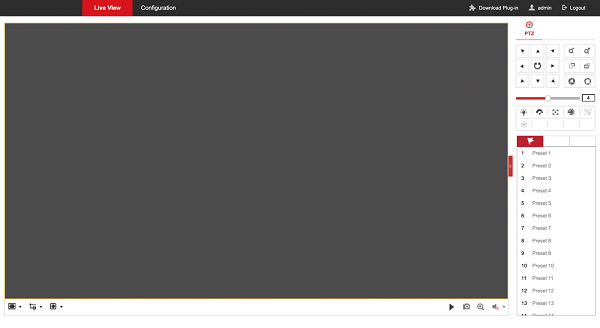 Live View Configuration Download Plug-in admin Logout
PTZ
4
1 Preset 1
2 Preset 2
3 Preset 3
4 Preset 4
5 Preset 5
6 Preset 6
7 Preset 7
8 Preset 8
9 Preset 9
10 Preset 10
11 Preset 11
12 Preset 12
13 Preset 13